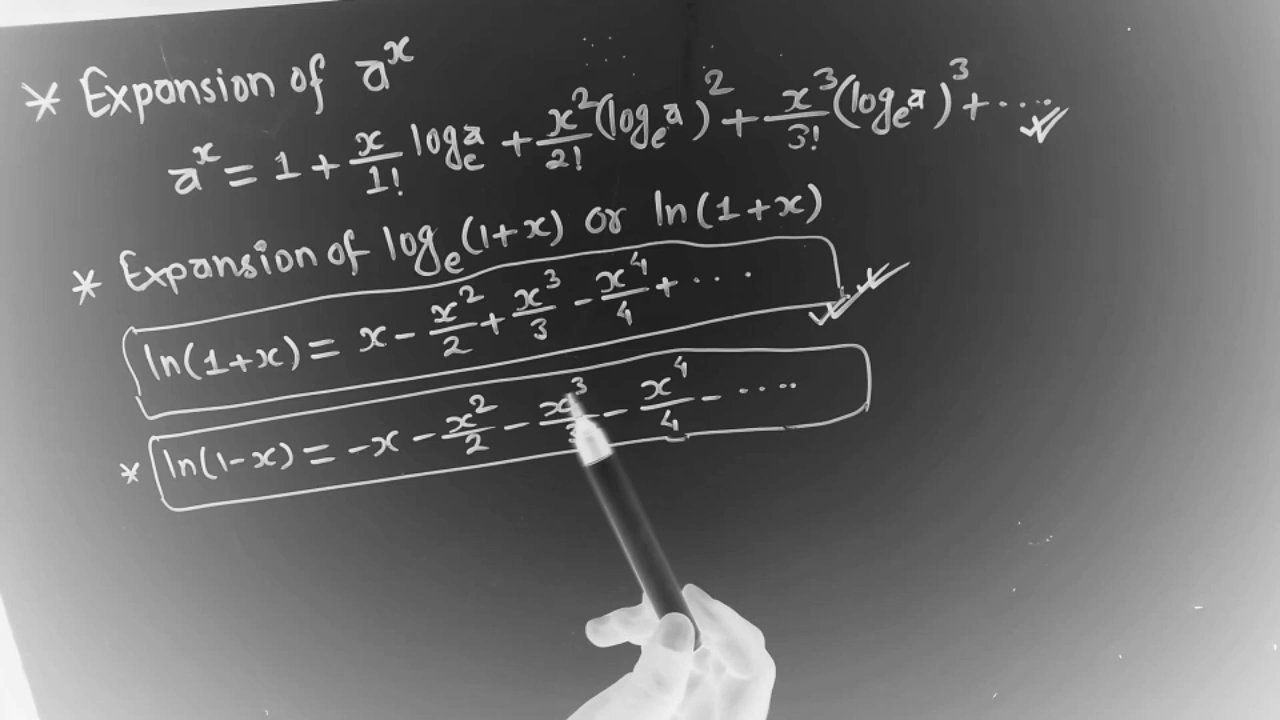 * Expansion of a^x
a^x = 1 + x/1! log_e a + x^2/2! (log_e a)^2 + x^3/3! (log_e a)^3 + ....
* Expansion of log_e (1+x) or ln(1+x)
ln(1+x) = x - x^2/2 + x^3/3 - x^4/4 + ....
* ln(1-x) = -x - x^2/2 - x^3/3 - x^4/4 - ....